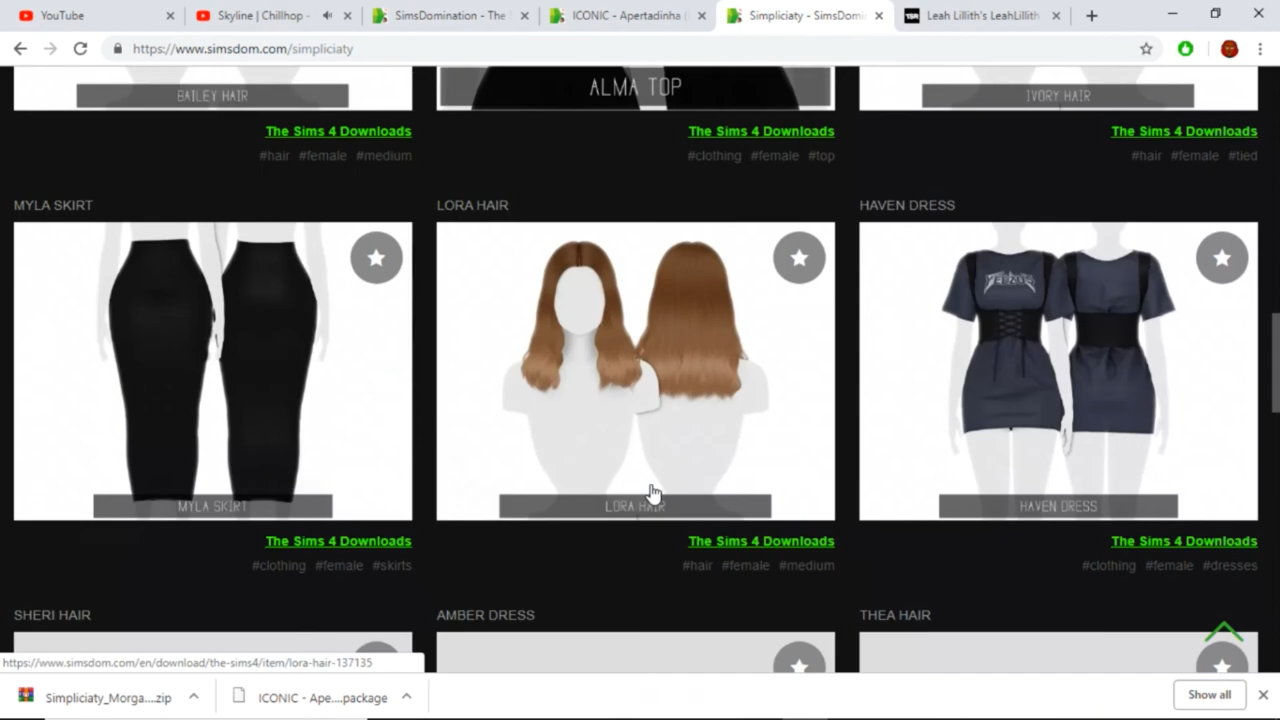 YouTube
Skyline | Chillhop -
SimsDomination - The S
ICONIC - Apertadinha (
Simpliciaty - SimsDomi
TSR
Leah Lillith's LeahLillith
https://www.simsdom.com/simpliciaty
BAILEY HAIR
ALMA TOP
IVORY HAIR
The Sims 4 Downloads
The Sims 4 Downloads
The Sims 4 Downloads
#hair #female #medium
#clothing #female #top
#hair #female #tied
MYLA SKIRT
LORA HAIR
HAVEN DRESS
YEEZUS
MYLA SKIRT
LORA HAIR
HAVEN DRESS
The Sims 4 Downloads
The Sims 4 Downloads
The Sims 4 Downloads
#clothing #female #skirts
#hair #female #medium
#clothing #female #dresses
SHERI HAIR
AMBER DRESS
THEA HAIR
https://www.simsdom.com/en/download/the-sims4/item/lora-hair-137135
Simpliciaty_Morga....zip
ICONIC - Ape....package
Show all